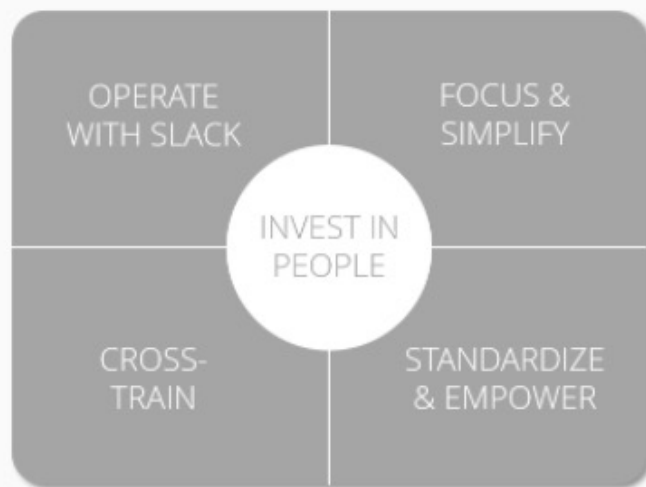 OPERATE
WITH SLACK
FOCUS &
SIMPLIFY
INVEST IN
PEOPLE
CROSS-
TRAIN
STANDARDIZE
& EMPOWER